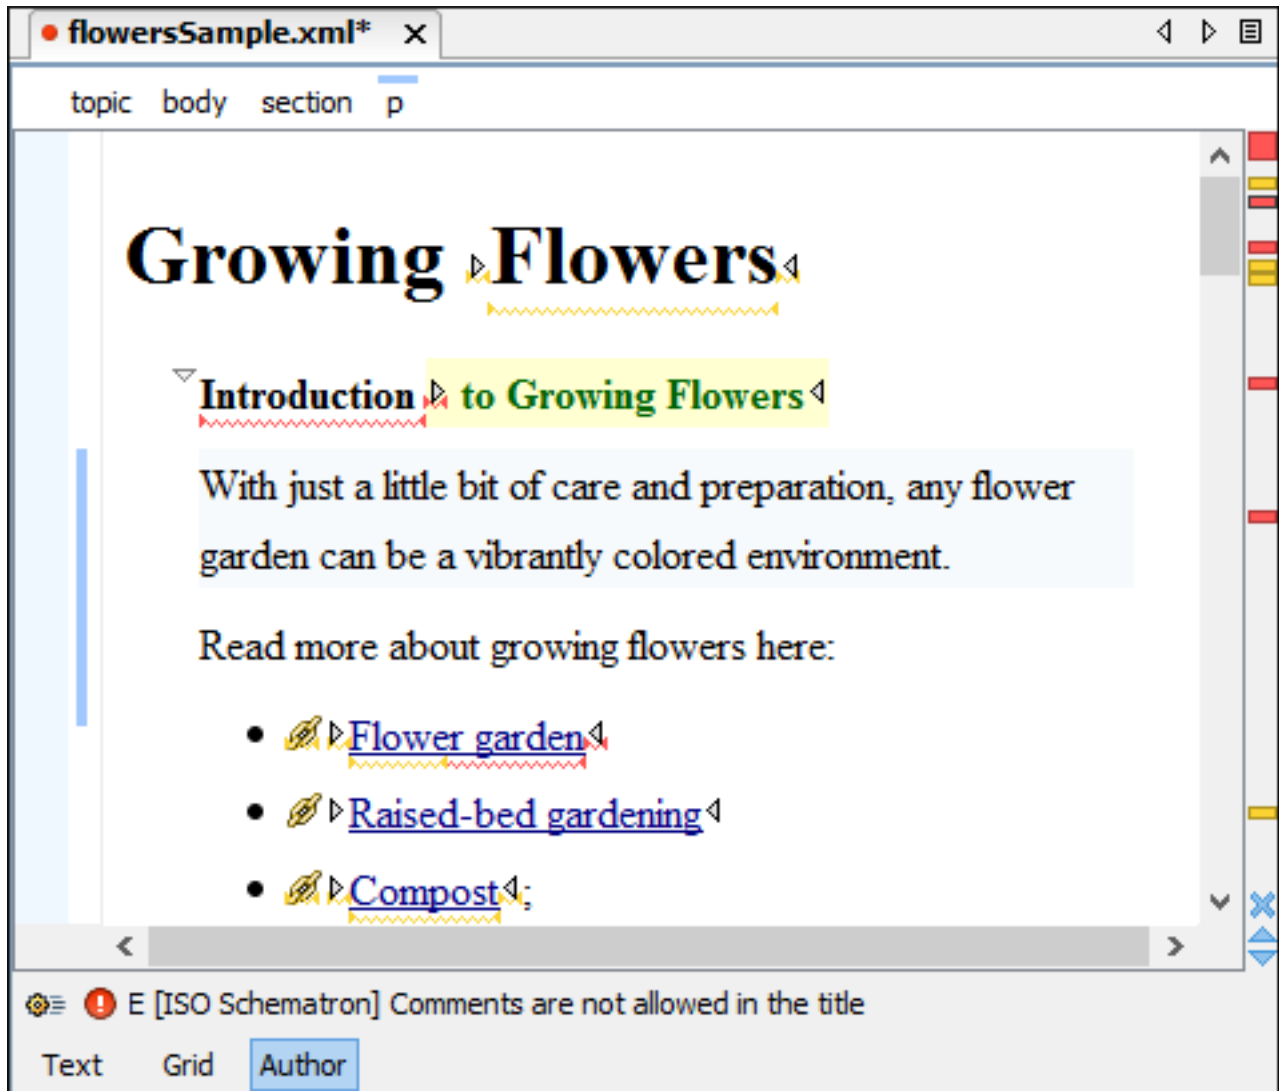 flowersSample.xml*
topic body section p
Growing Flowers
Introduction to Growing Flowers
With just a little bit of care and preparation, any flower
garden can be a vibrantly colored environment.
Read more about growing flowers here:
• Flower garden
• Raised-bed gardening
• Compost;
E [ISO Schematron] Comments are not allowed in the title
Text Grid Author